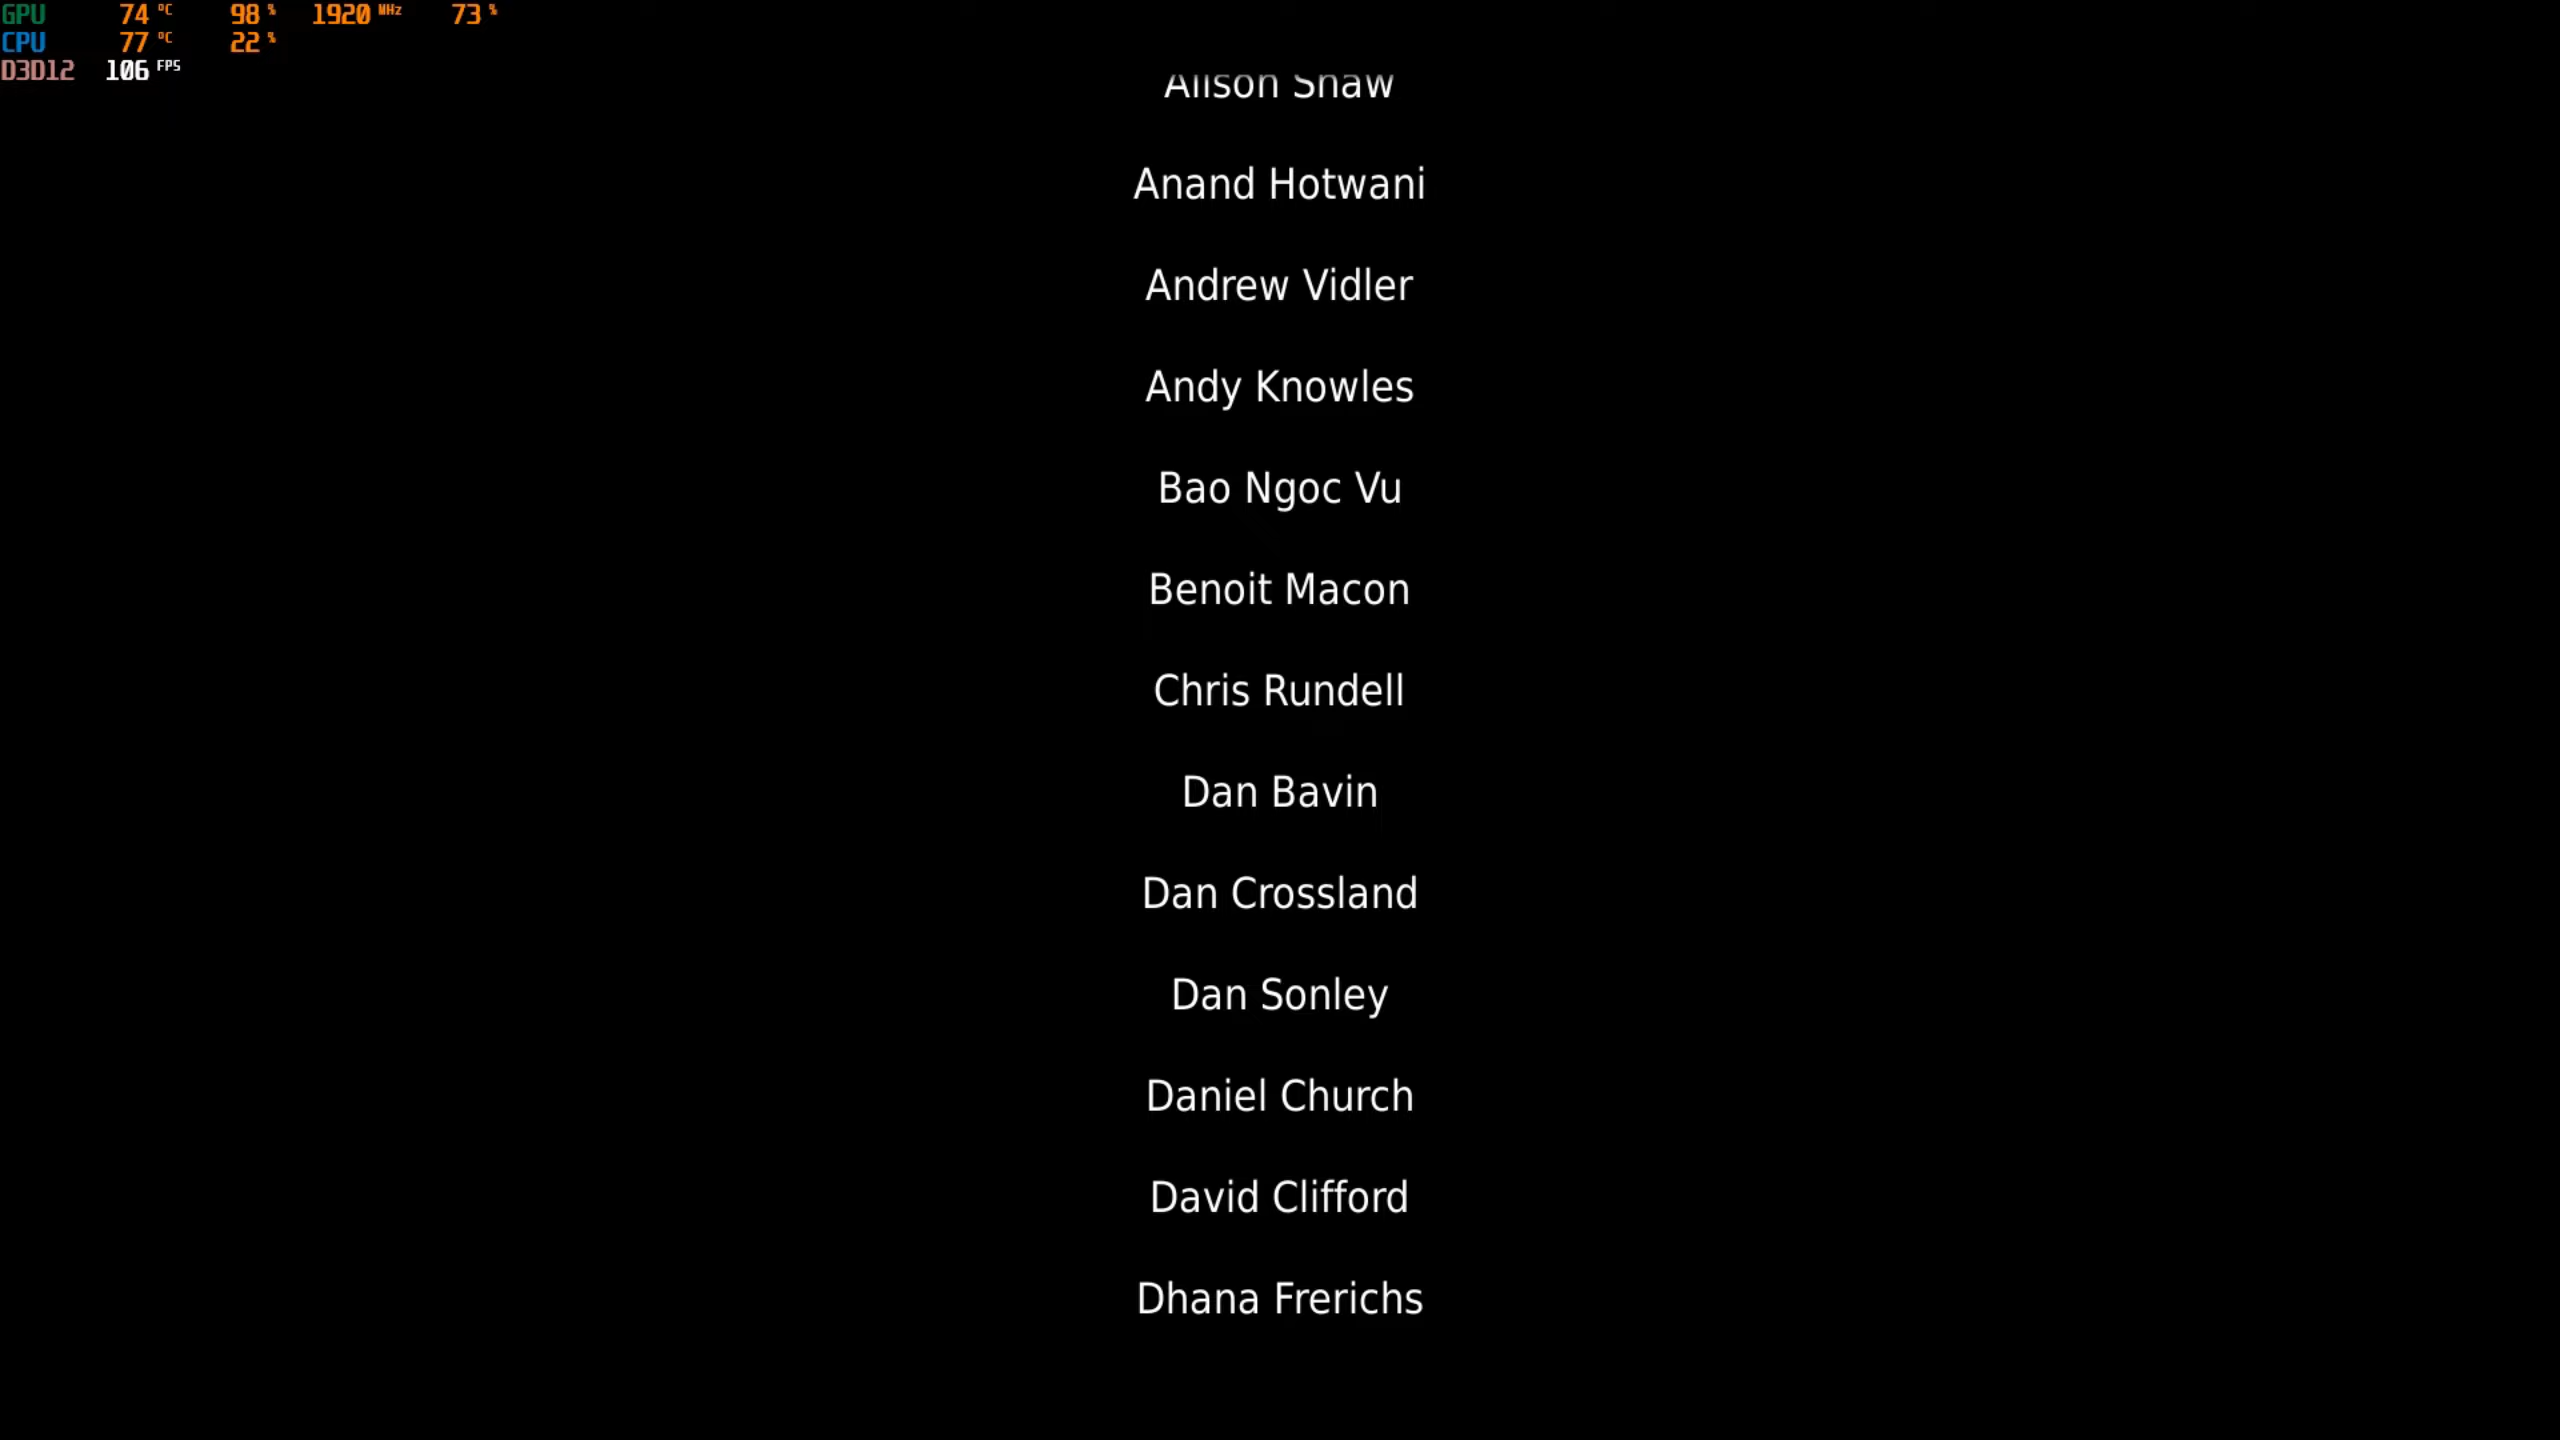 GPU 74 °C 98 % 1920 MHz 73 %
CPU 77 °C 22 %
D3D12 106 FPS
Alison Shaw
Anand Hotwani
Andrew Vidler
Andy Knowles
Bao Ngoc Vu
Benoit Macon
Chris Rundell
Dan Bavin
Dan Crossland
Dan Sonley
Daniel Church
David Clifford
Dhana Frerichs